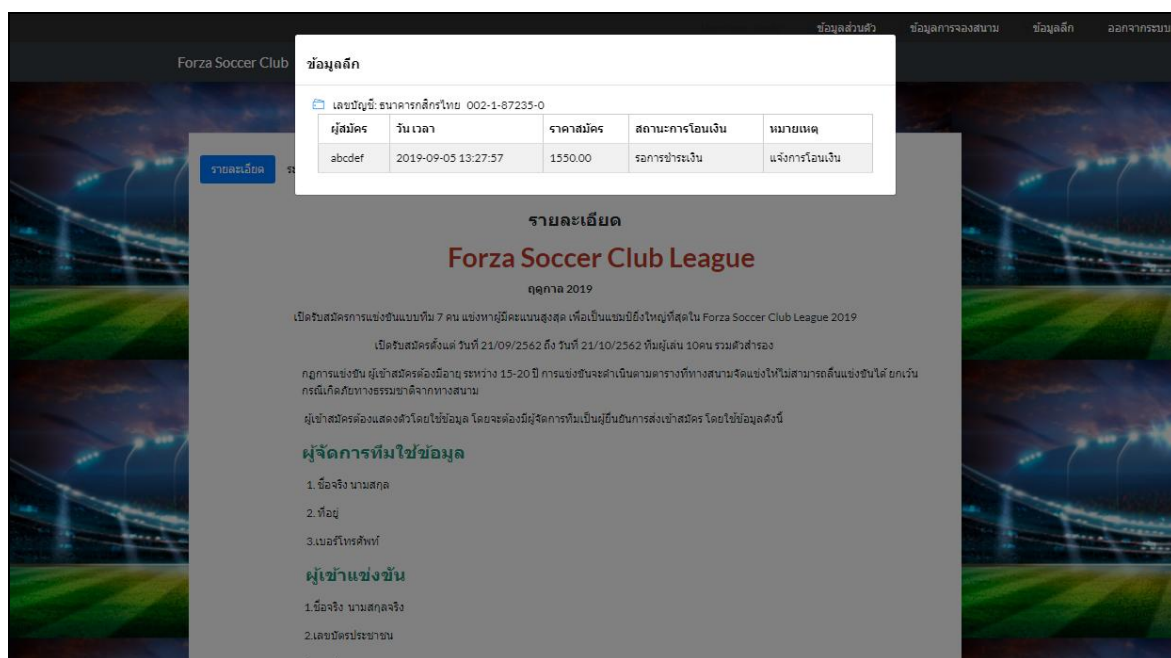 ข้อมูลส่วนตัว ข้อมูลการจองสนาม ข้อมูลลีก ออกจากระบบ
Forza Soccer Club
ข้อมูลลีก
เลขบัญชี: ธนาคารกสิกรไทย 002-1-87235-0
ผู้สมัคร วัน เวลา ราคาสมัคร สถานะการโอนเงิน หมายเหตุ
abcdef 2019-09-05 13:27:57 1550.00 รอการชำระเงิน แจ้งการโอนเงิน
รายละเอียด
รายละเอียด
Forza Soccer Club League
ฤดูกาล 2019
เปิดรับสมัครการแข่งขันแบบทีม 7 คน แข่งหาผู้มีคะแนนสูงสุด เพื่อเป็นแชมป์ยิ่งใหญ่ที่สุดใน Forza Soccer Club League 2019
เปิดรับสมัครตั้งแต่ วันที่ 21/09/2562 ถึง วันที่ 21/10/2562 ทีมผู้เล่น 10คน รวมตัวสำรอง
กฎการแข่งขัน ผู้เข้าสมัครต้องมีอายุ ระหว่าง 15-20 ปี การแข่งขันจะดำเนินตามตารางที่ทางสนามจัดแข่งให้ไม่สามารถลื่นแข่งขันได้ ยกเว้น
กรณีเกิดภัยทางธรรมชาติจากทางสนาม
ผู้เข้าสมัครต้องแสดงตัวโดยใช้ข้อมูล โดยจะต้องมีผู้จัดการทีมเป็นผู้ยืนยันการส่งเข้าสมัคร โดยใช้ข้อมูลดังนี้
ผู้จัดการทีมใช้ข้อมูล
1. ชื่อจริง นามสกุล
2. ที่อยู่
3.เบอร์โทรศัพท์
ผู้เข้าแข่งขัน
1.ชื่อจริง นามสกุลจริง
2.เลขบัตรประชาชน